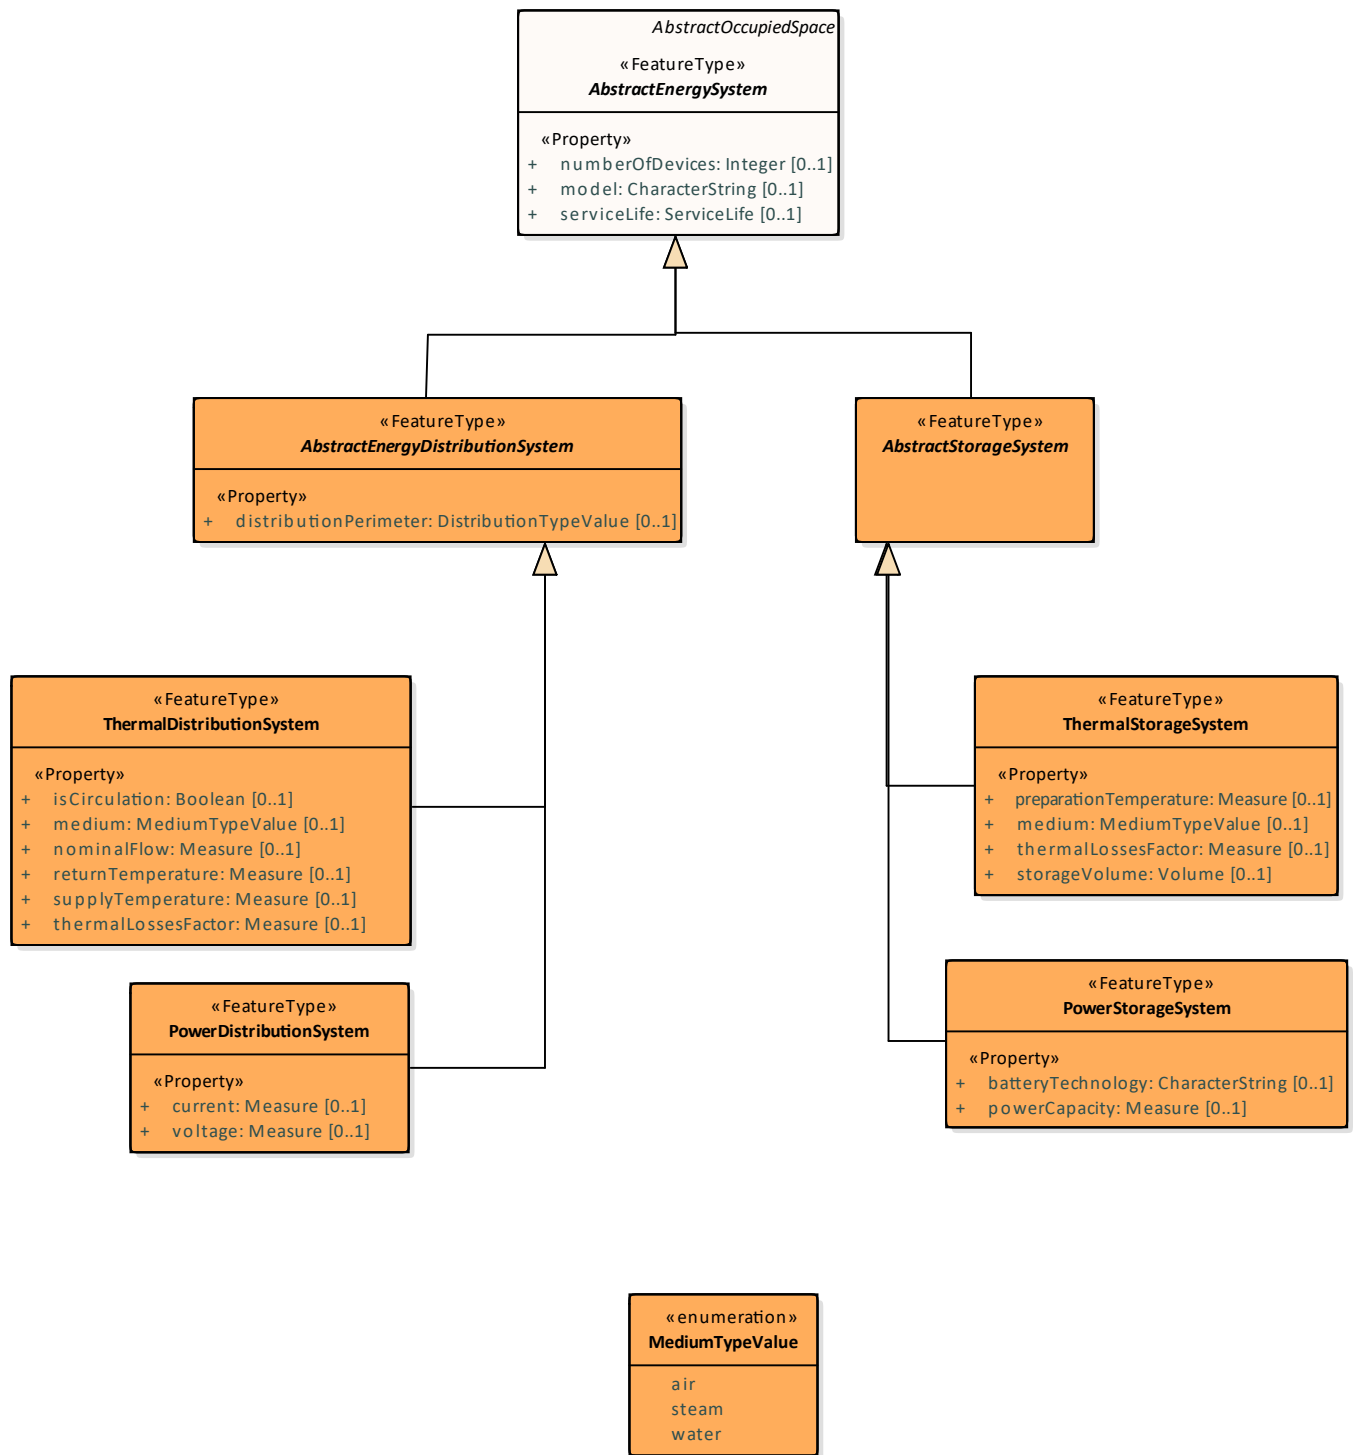 AbstractOccupiedSpace
«FeatureType»
AbstractEnergySystem
«Property»
+ numberOfDevices: Integer [0..1]
+ model: CharacterString [0..1]
+ serviceLife: ServiceLife [0..1]
«FeatureType»
AbstractEnergyDistributionSystem
«Property»
+ distributionPerimeter: DistributionTypeValue [0..1]
«FeatureType»
AbstractStorageSystem
«FeatureType»
ThermalDistributionSystem
«Property»
+ isCirculation: Boolean [0..1]
+ medium: MediumTypeValue [0..1]
+ nominalFlow: Measure [0..1]
+ returnTemperature: Measure [0..1]
+ supplyTemperature: Measure [0..1]
+ thermalLossesFactor: Measure [0..1]
«FeatureType»
ThermalStorageSystem
«Property»
+ preparationTemperature: Measure [0..1]
+ medium: MediumTypeValue [0..1]
+ thermalLossesFactor: Measure [0..1]
+ storageVolume: Volume [0..1]
«FeatureType»
PowerDistributionSystem
«Property»
+ current: Measure [0..1]
+ voltage: Measure [0..1]
«FeatureType»
PowerStorageSystem
«Property»
+ batteryTechnology: CharacterString [0..1]
+ powerCapacity: Measure [0..1]
«enumeration»
MediumTypeValue
air
steam
water